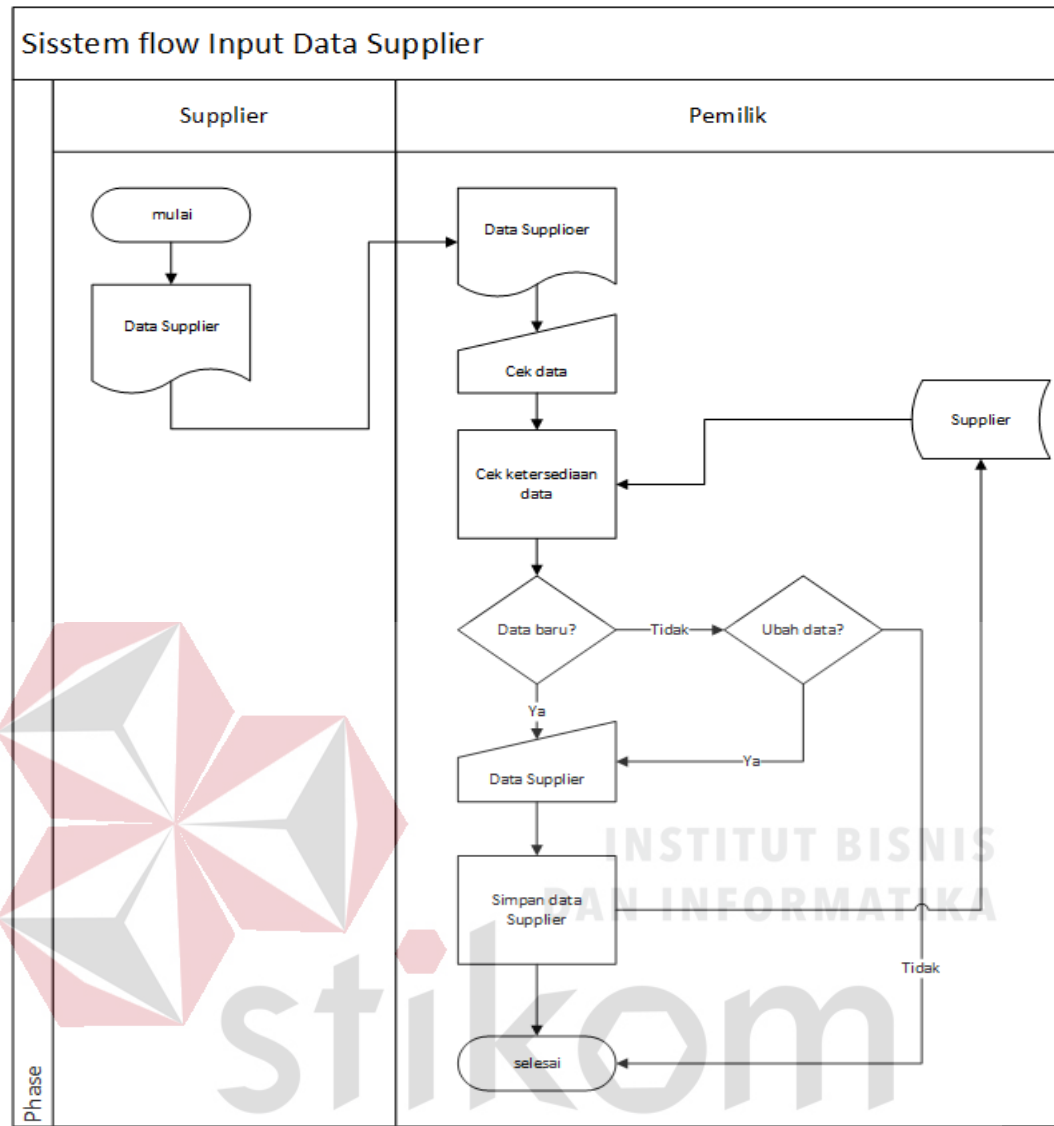 Sisstem flow Input Data Supplier
Supplier
Pemilik
mulai
Data Supplier
Data Supplioer
Cek data
Supplier
Cek ketersediaan
data
Data baru?
Tidak
Ubah data?
Ya
Ya
Data Supplier
Simpan data
Supplier
Tidak
selesai
Phase
INSTITUT BISNIS
DAN INFORMATIKA
stikom